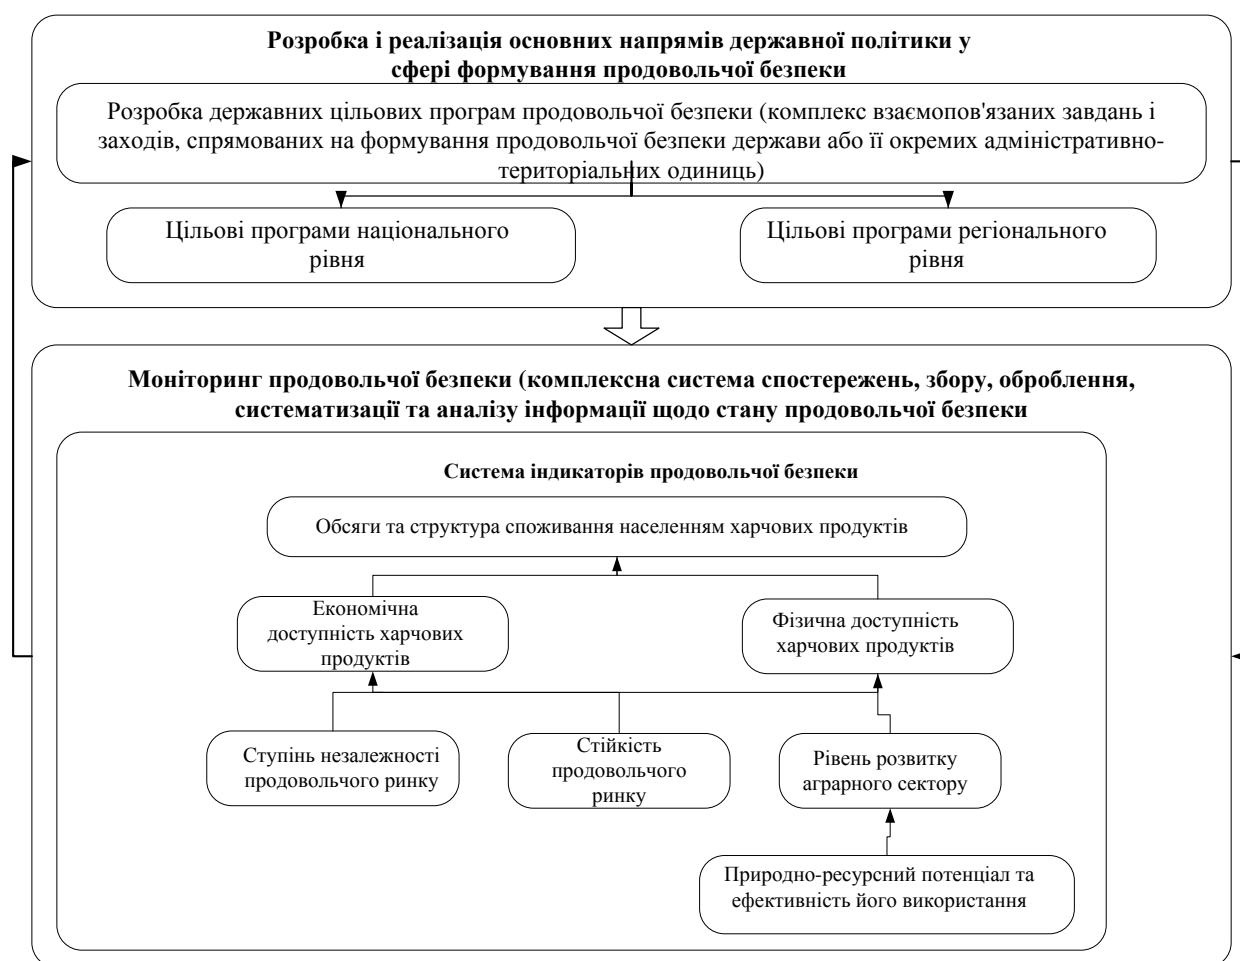 Розробка і реалізація основних напрямів державної політики у
сфері формування продовольчої безпеки
Розробка державних цільових програм продовольчої безпеки (комплекс взаємопов'язаних завдань і
заходів, спрямованих на формування продовольчої безпеки держави або її окремих адміністративно-
територіальних одиниць)
Цільові програми національного
рівня
Цільові програми регіонального
рівня
Моніторинг продовольчої безпеки (комплексна система спостережень, збору, оброблення,
систематизації та аналізу інформації щодо стану продовольчої безпеки
Система індикаторів продовольчої безпеки
Обсяги та структура споживання населенням харчових продуктів
Економічна
доступність харчових
продуктів
Фізична доступність
харчових продуктів
Ступінь незалежності
продовольчого ринку
Стійкість
продовольчого
ринку
Рівень розвитку
аграрного сектору
Природно-ресурсний потенціал та
ефективність його використання